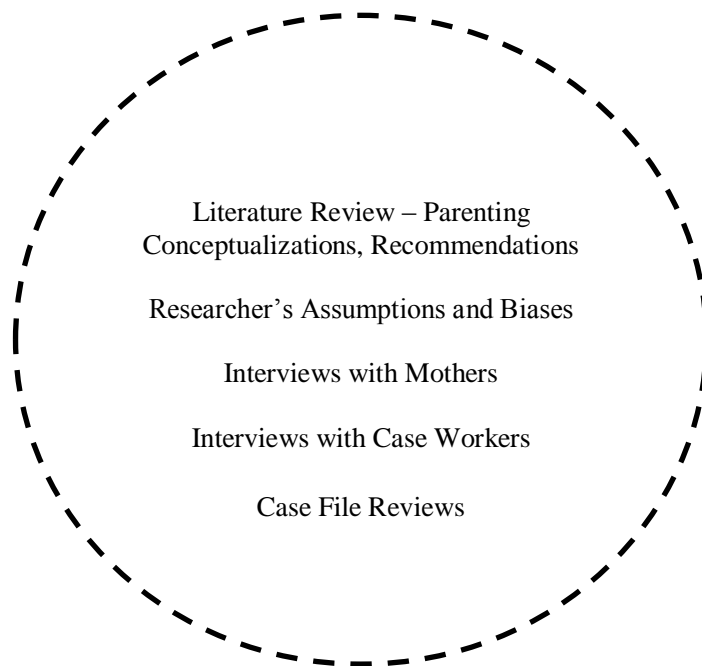 Literature Review – Parenting
Conceptualizations, Recommendations
Researcher’s Assumptions and Biases
Interviews with Mothers
Interviews with Case Workers
Case File Reviews